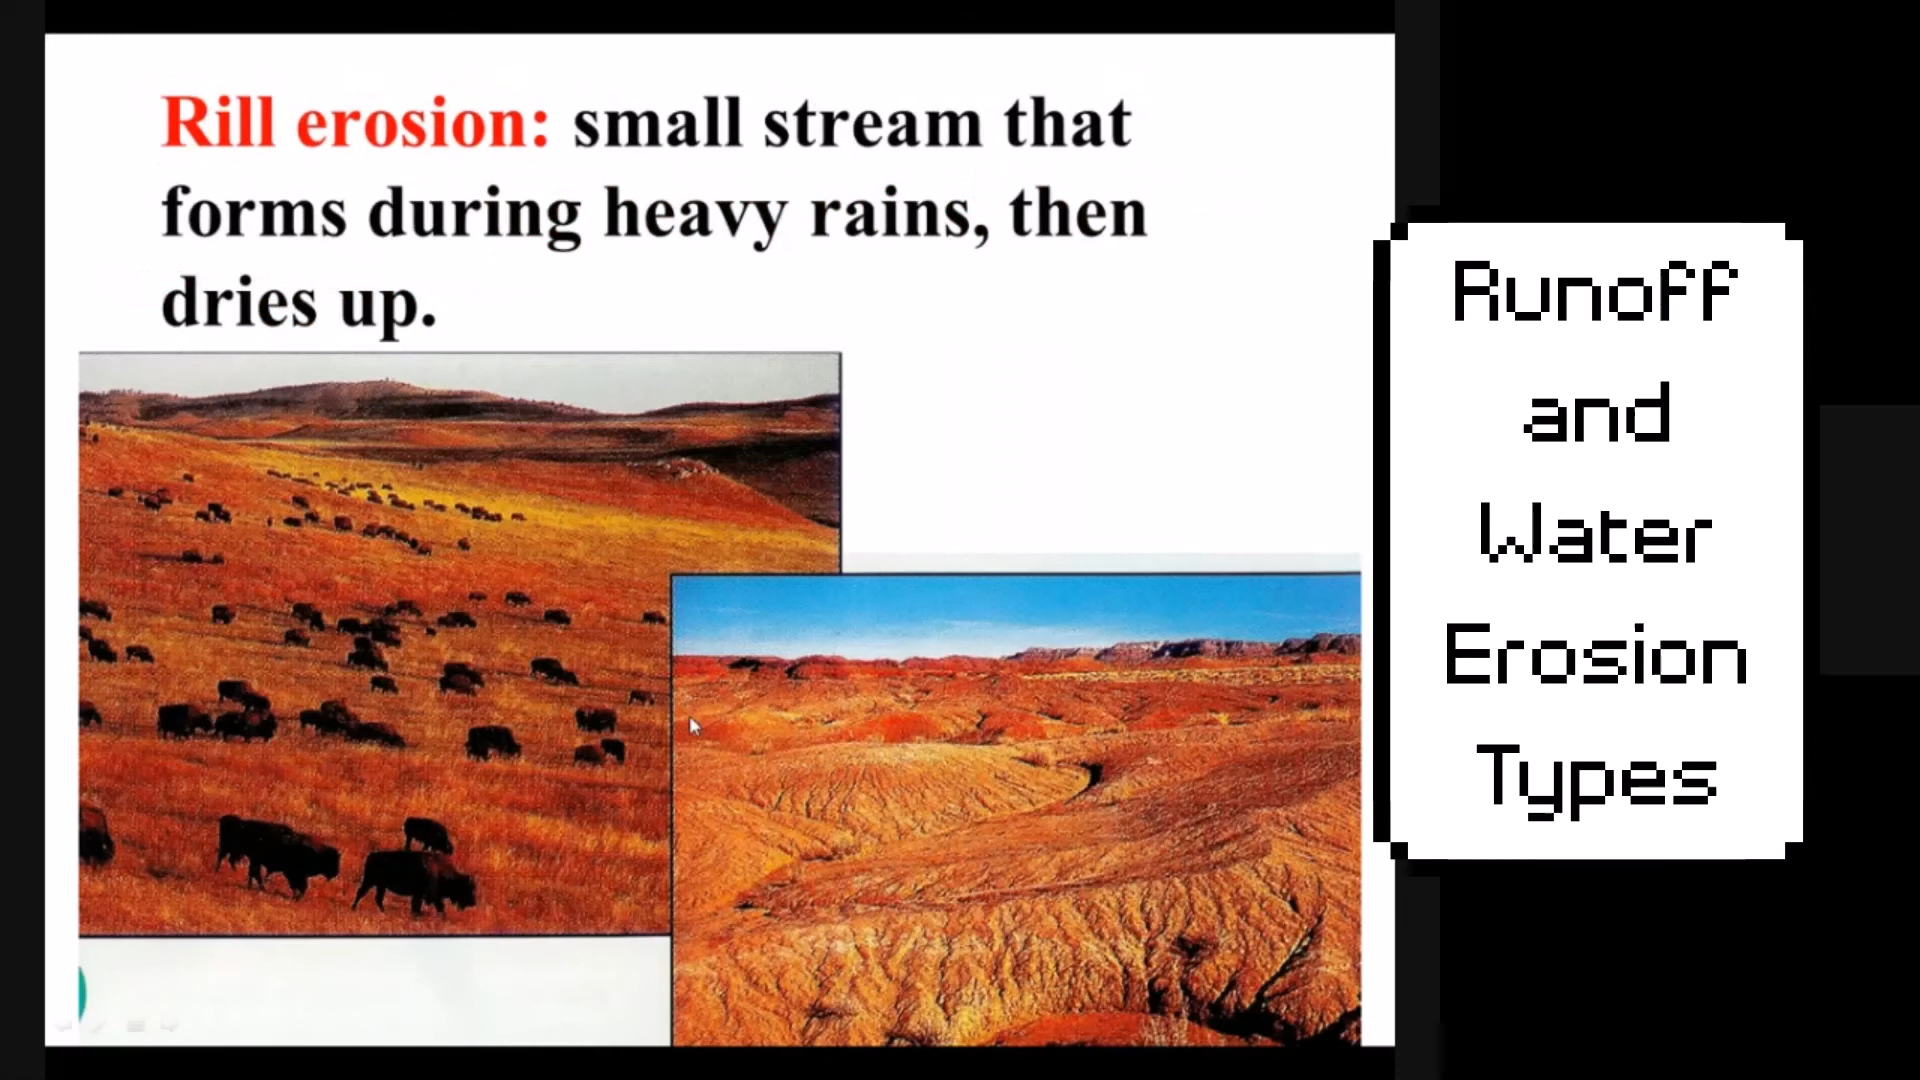 Rill erosion: small stream that
forms during heavy rains, then
dries up.
Runoff
and
Water
Erosion
Types